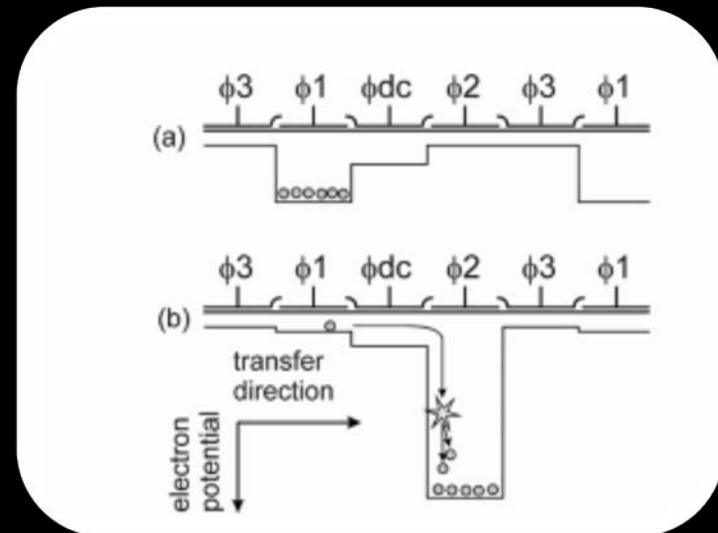 ϕ3 ϕ1 ϕdc ϕ2 ϕ3 ϕ1
(a)
ϕ3 ϕ1 ϕdc ϕ2 ϕ3 ϕ1
(b)
transfer
direction
electron
potential